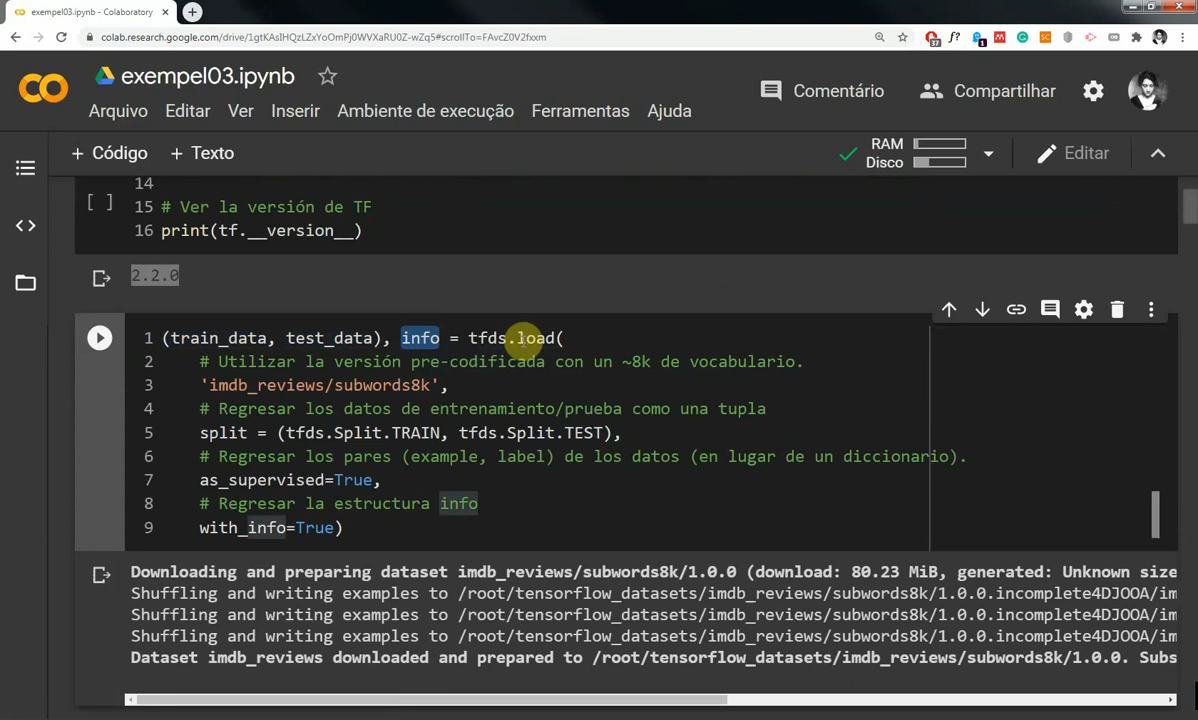 exempel03.ipynb - Colaboratory
colab.research.google.com/drive/1gtKAsIHQzLZxYoOmPj0WVXaRU0Z-wZq5#scrollTo=FAvcZ0V2fxxm
exempel03.ipynb
Comentário
Compartilhar
Arquivo Editar Ver Inserir Ambiente de execução Ferramentas Ajuda
+ Código + Texto
RAM
Disco
Editar
14
15 # Ver la versión de TF
16 print(tf.__version__)
2.2.0
1 (train_data, test_data), info = tfds.load(
2 # Utilizar la versión pre-codificada con un ~8k de vocabulario.
3 'imdb_reviews/subwords8k',
4 # Regresar los datos de entrenamiento/prueba como una tupla
5 split = (tfds.Split.TRAIN, tfds.Split.TEST),
6 # Regresar los pares (example, label) de los datos (en lugar de un diccionario).
7 as_supervised=True,
8 # Regresar la estructura info
9 with_info=True)
Downloading and preparing dataset imdb_reviews/subwords8k/1.0.0 (download: 80.23 MiB, generated: Unknown size
Shuffling and writing examples to /root/tensorflow_datasets/imdb_reviews/subwords8k/1.0.0.incomplete4DJOOA/im
Shuffling and writing examples to /root/tensorflow_datasets/imdb_reviews/subwords8k/1.0.0.incomplete4DJOOA/im
Shuffling and writing examples to /root/tensorflow_datasets/imdb_reviews/subwords8k/1.0.0.incomplete4DJOOA/im
Dataset imdb_reviews downloaded and prepared to /root/tensorflow_datasets/imdb_reviews/subwords8k/1.0.0. Subs